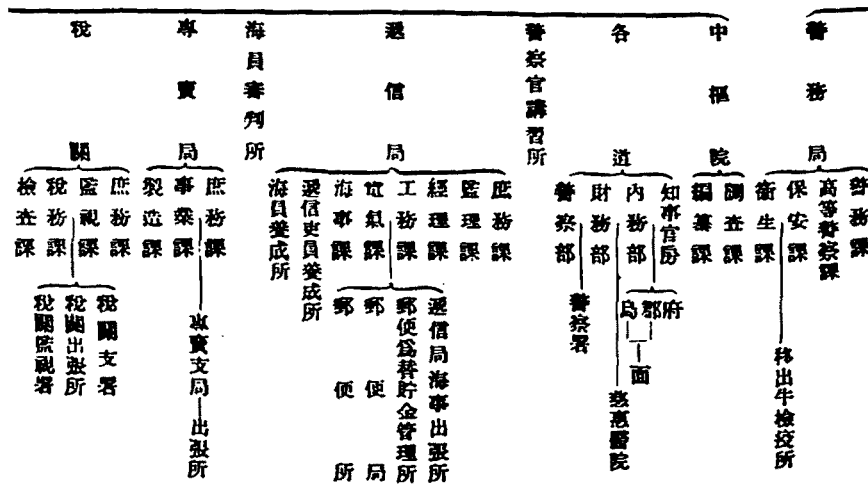 警務局
警務課
高等警察課
保安課
衞生課
移出牛檢疫所
中樞院
調査課
編纂課
各道
知事官房
內務部
財務部
警察部
府
郡
島
面
慈惠醫院
警察署
警察官講習所
遞信局
庶務課
監理課
經理課
工務課
電氣課
海事課
遞信吏員養成所
海員養成所
遞信局海事出張所
郵便爲替貯金管理所
郵便局
郵便所
海員審判所
專賣局
庶務課
事業課
製造課
專賣支局
出張所
稅關
庶務課
監視課
稅務課
檢査課
稅關支署
稅關出張所
稅關監視署